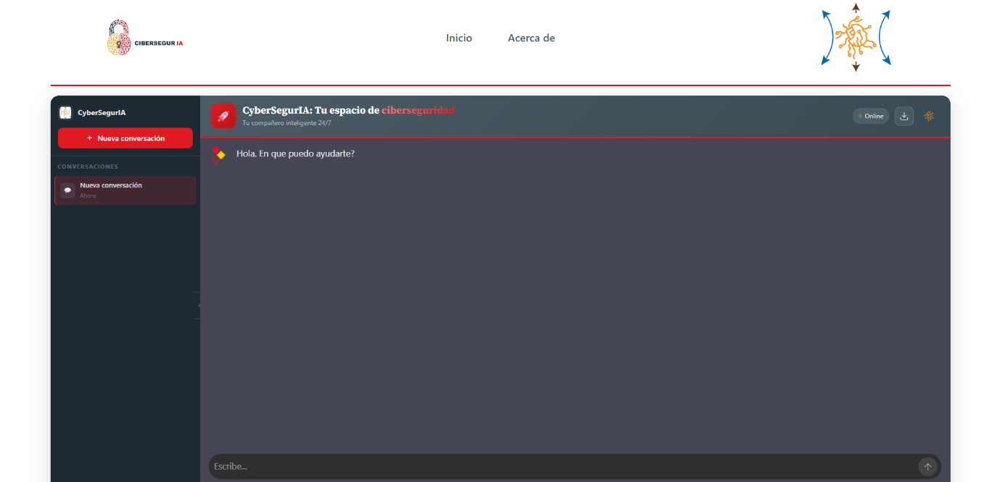 CIBERSEGUR IA
Inicio
Acerca de
CyberSegurIA
+ Nueva conversación
CONVERSACIONES
Nueva conversación
Ahora
CyberSegurIA: Tu espacio de ciberseguridad
Tu compañero inteligente 24/7
Online
Hola. En que puedo ayudarte?
Escribe...